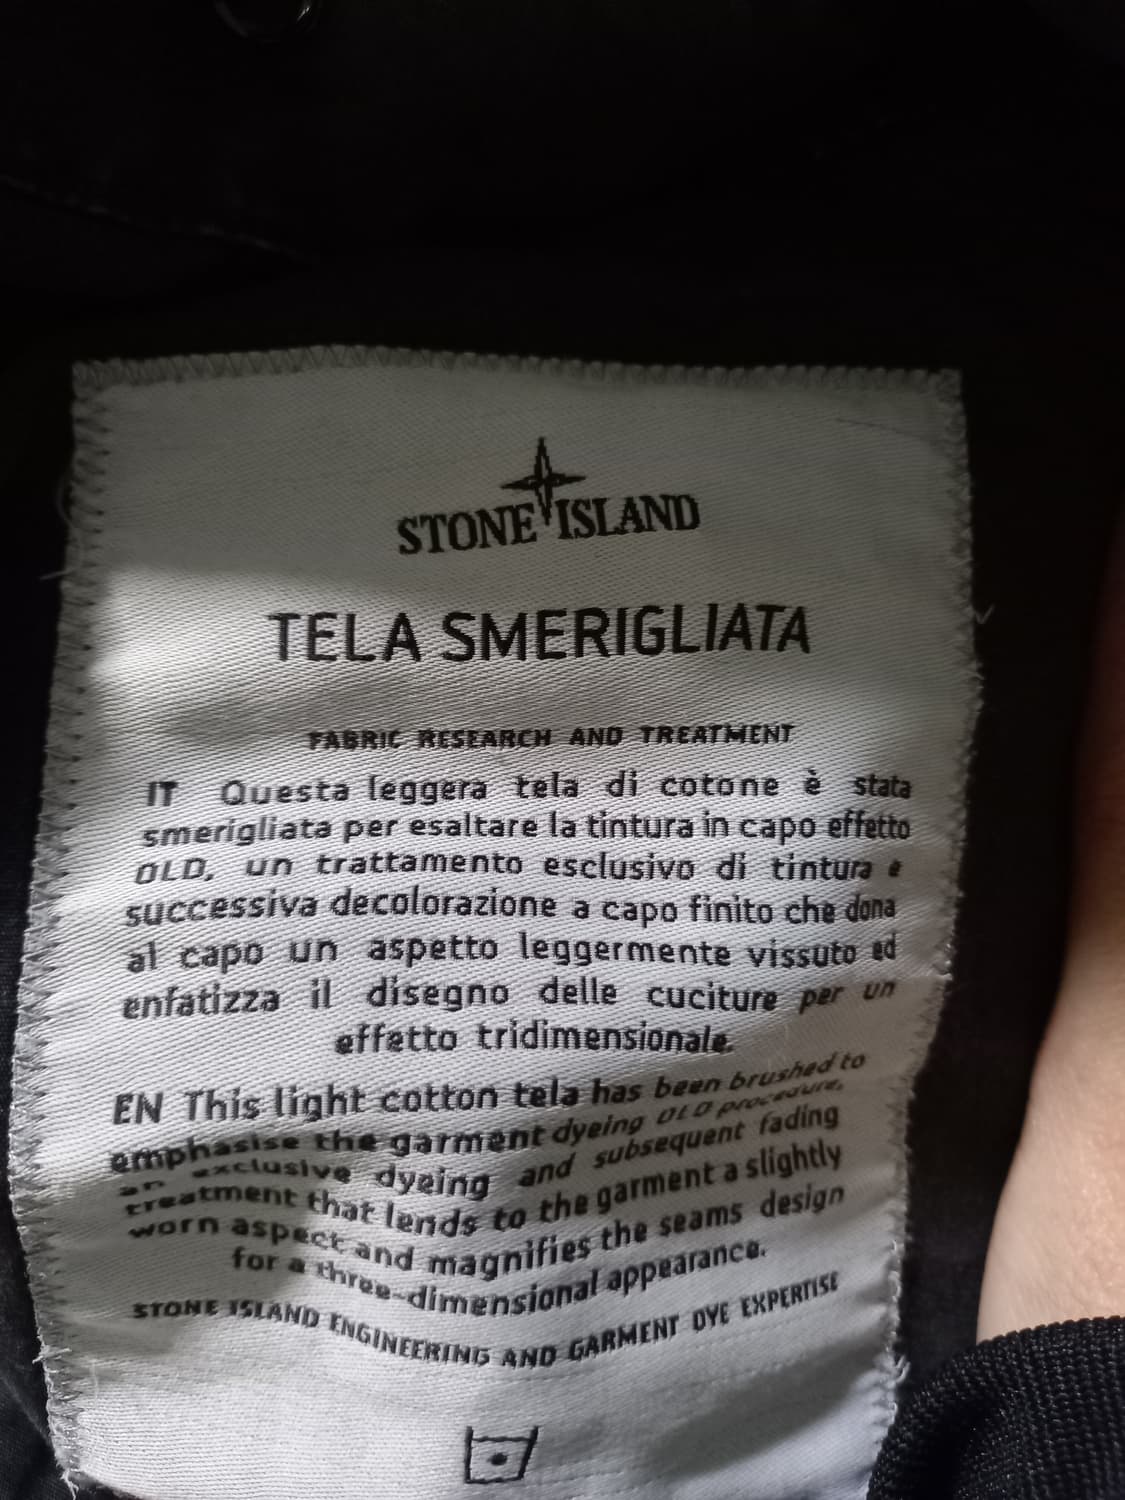 STONE ISLAND
TELA SMERIGLIATA
FABRIC RESEARCH AND TREATMENT
IT Questa leggera tela di cotone è stata
smerigliata per esaltare la tintura in capo effetto
OLD, un trattamento esclusivo di tintura e
successiva decolorazione a capo finito che dona
al capo un aspetto leggermente vissuto ed
enfatizza il disegno delle cuciture per un
effetto tridimensionale.
EN This light cotton tela has been brushed to
emphasise the garment dyeing OLD procedure,
an exclusive dyeing and subsequent fading
treatment that lends to the garment a slightly
worn aspect and magnifies the seams design
for a three-dimensional appearance.
STONE ISLAND ENGINEERING AND GARMENT DYE EXPERTISE